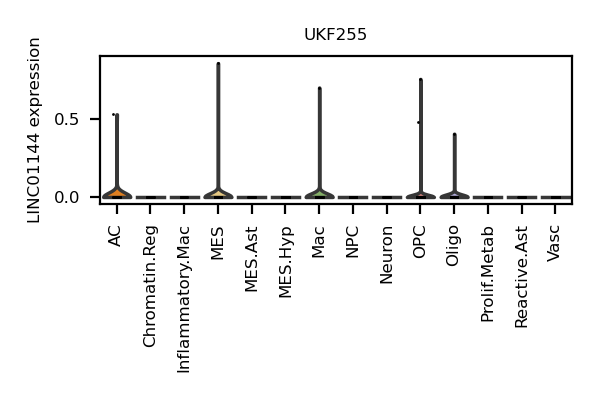 UKF255
LINC01144 expression
0.5
0.0
AC
Chromatin.Reg
Inflammatory.Mac
MES
MES.Ast
MES.Hyp
Mac
NPC
Neuron
OPC
Oligo
Prolif.Metab
Reactive.Ast
Vasc